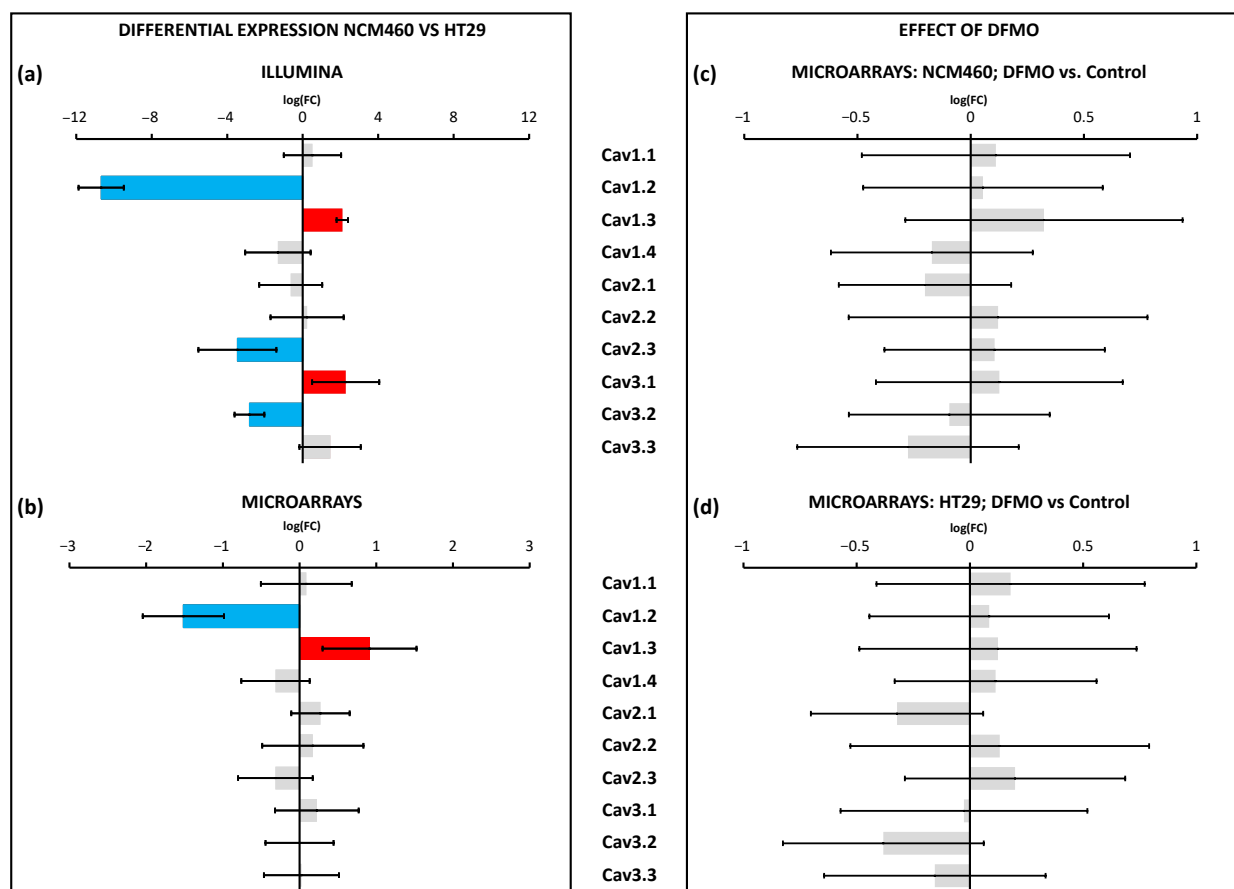 DIFFERENTIAL EXPRESSION NCM460 VS HT29
(a)
ILLUMINA
log(FC)
−12 −8 −4 0 4 8 12
EFFECT OF DFMO
(c)
MICROARRAYS: NCM460; DFMO vs. Control
log(FC)
−1 −0.5 0 0.5 1
Cav1.1
Cav1.2
Cav1.3
Cav1.4
Cav2.1
Cav2.2
Cav2.3
Cav3.1
Cav3.2
Cav3.3
(b)
MICROARRAYS
log(FC)
−3 −2 −1 0 1 2 3
(d)
MICROARRAYS: HT29; DFMO vs Control
log(FC)
−1 −0.5 0 0.5 1
Cav1.1
Cav1.2
Cav1.3
Cav1.4
Cav2.1
Cav2.2
Cav2.3
Cav3.1
Cav3.2
Cav3.3